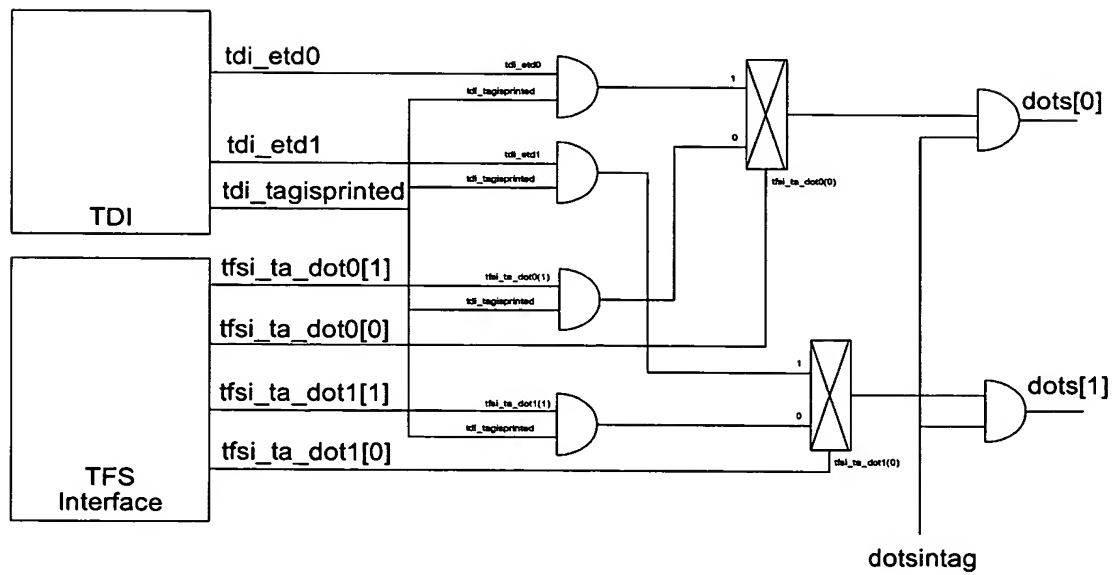 tdi_etd0
tdi_etd0
tdi_tagisprinted
1
dots[0]
tdi_etd1
tdi_etd1
0
tdi_tagisprinted
tdi_tagisprinted
tfsi_ta_dot0(0)
TDI
tfsi_ta_dot0[1]
tfsi_ta_dot0(1)
tdi_tagisprinted
tfsi_ta_dot0[0]
1
tfsi_ta_dot1[1]
tfsi_ta_dot1(1)
0
dots[1]
tdi_tagisprinted
tfsi_ta_dot1[0]
tfsi_ta_dot1(0)
TFS
Interface
dotsintag